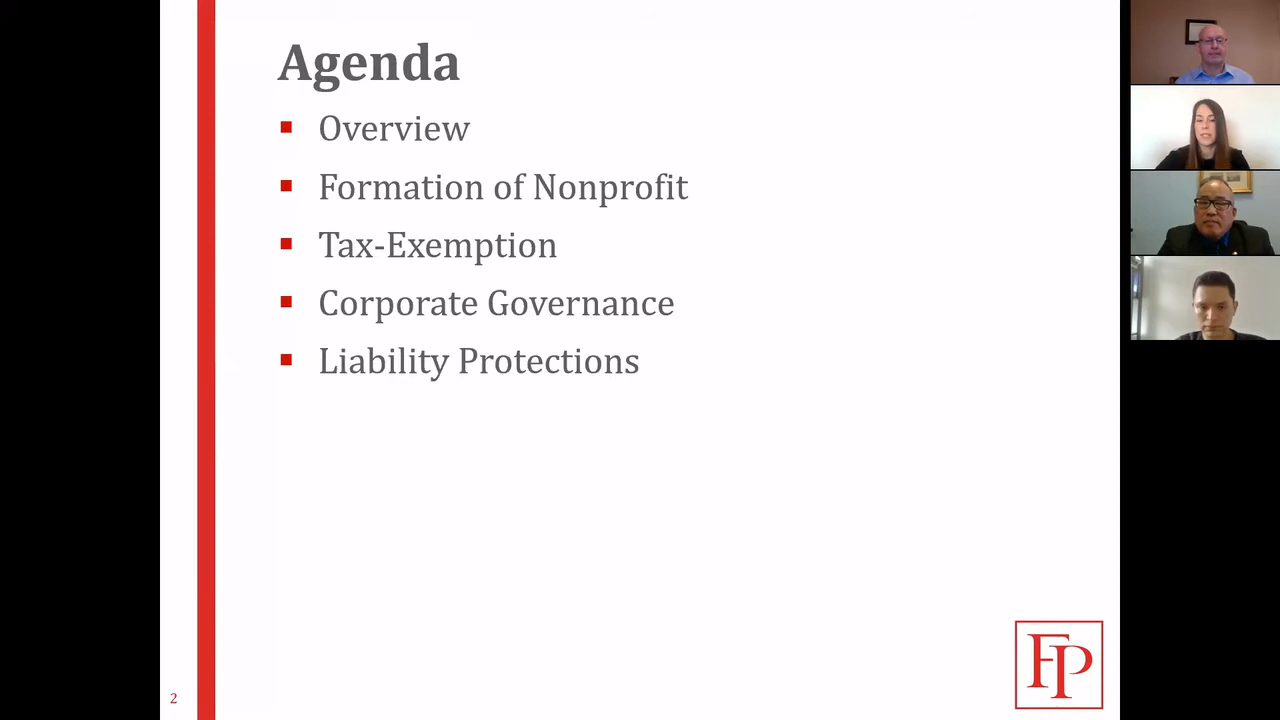 Agenda
Overview
Formation of Nonprofit
Tax-Exemption
Corporate Governance
Liability Protections
2
FP